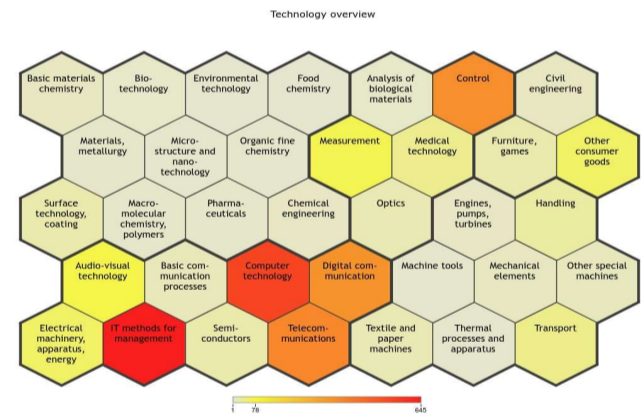 Technology overview
Basic materials
chemistry
Bio-
technology
Environmental
technology
Food
chemistry
Analysis of
biological
materials
Control
Civil
engineering
Materials,
metallurgy
Micro-
structure and
nano-
technology
Organic fine
chemistry
Measurement
Medical
technology
Furniture,
games
Other
consumer
goods
Surface
technology,
coating
Macro-
molecular
chemistry,
polymers
Pharma-
ceuticals
Chemical
engineering
Optics
Engines,
pumps,
turbines
Handling
Audio-visual
technology
Basic com-
munication
processes
Computer
technology
Digital com-
munication
Machine tools
Mechanical
elements
Other special
machines
Electrical
machinery,
apparatus,
energy
IT methods for
management
Semi-
conductors
Telecom-
munications
Textile and
paper
machines
Thermal
processes and
apparatus
Transport
1 78 645